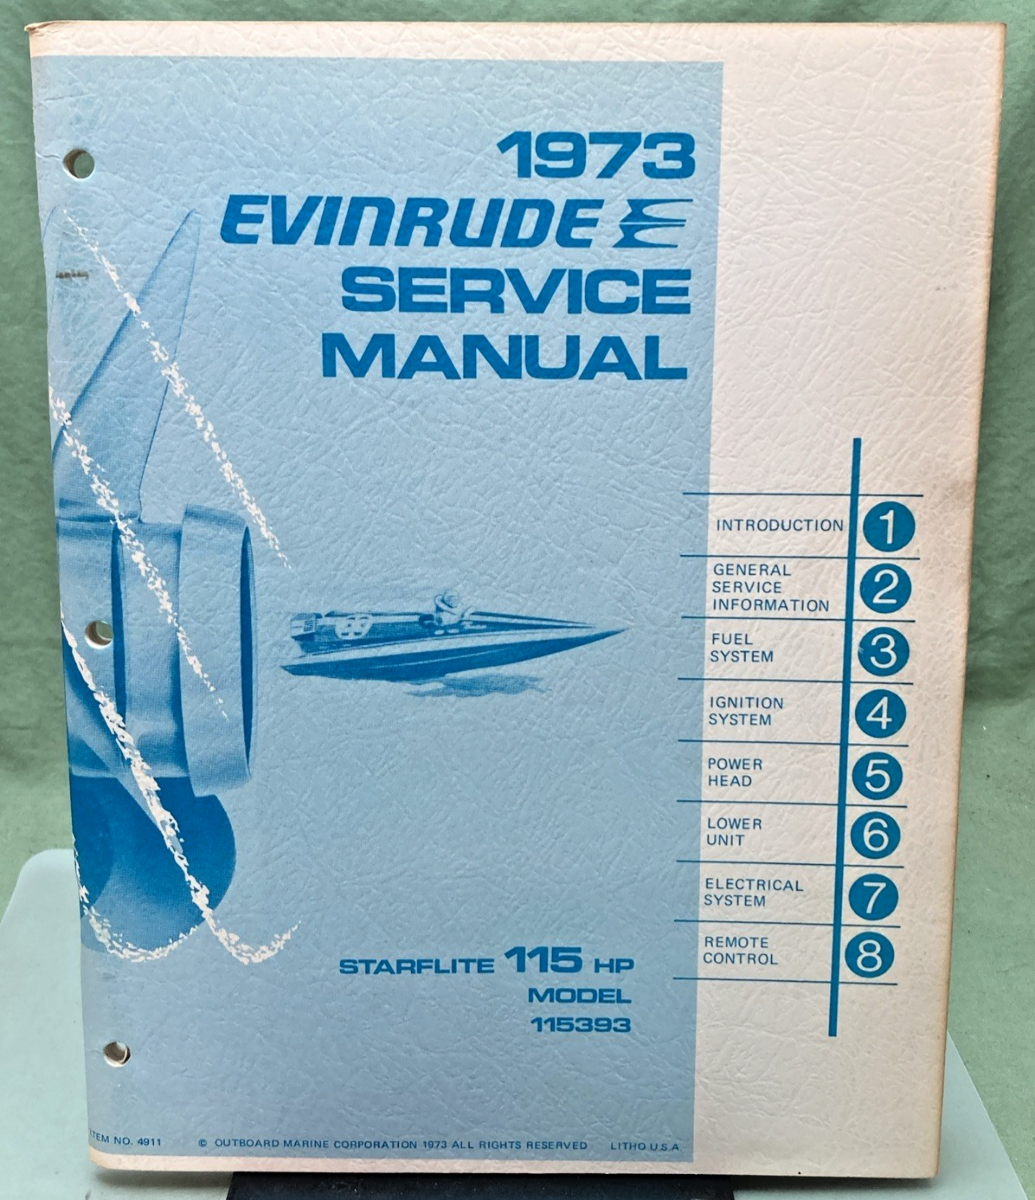 1973
EVINRUDE E
SERVICE
MANUAL
INTRODUCTION 1
GENERAL
SERVICE
INFORMATION 2
FUEL
SYSTEM 3
IGNITION
SYSTEM 4
POWER
HEAD 5
LOWER
UNIT 6
ELECTRICAL
SYSTEM 7
REMOTE
CONTROL 8
STARFLITE 115 HP
MODEL
115393
ITEM NO. 4911 © OUTBOARD MARINE CORPORATION 1973 ALL RIGHTS RESERVED LITHO U.S.A.